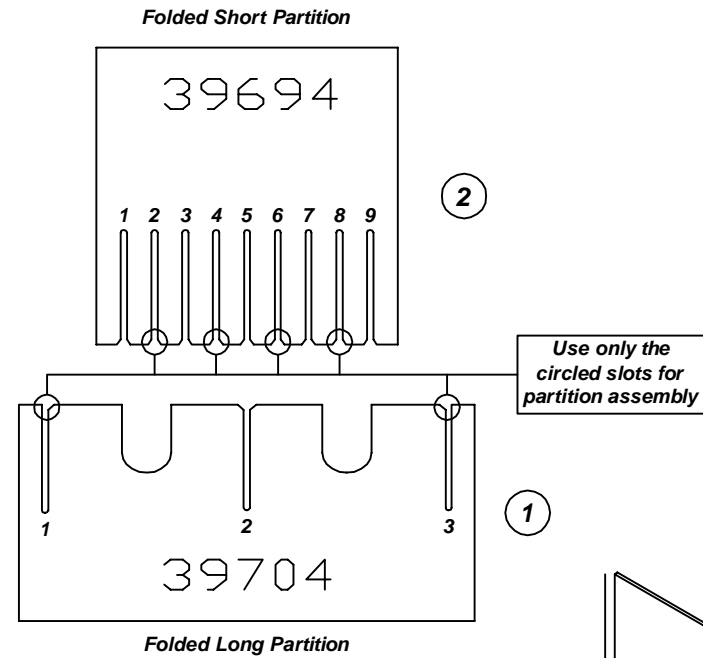 Folded Short Partition
39694
1 2 3 4 5 6 7 8 9
2
Use only the
circled slots for
partition assembly
1 2 3
1
39704
Folded Long Partition